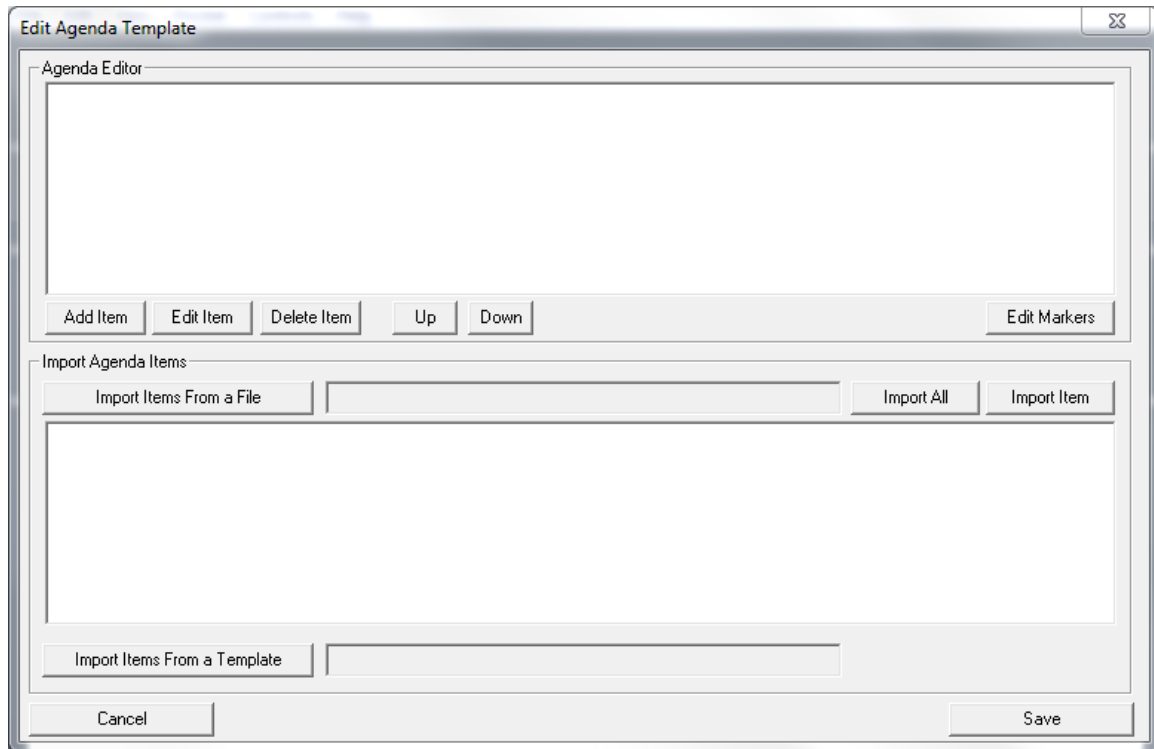 Edit Agenda Template
Agenda Editor
Add Item Edit Item Delete Item Up Down Edit Markers
Import Agenda Items
Import Items From a File Import All Import Item
Import Items From a Template
Cancel Save